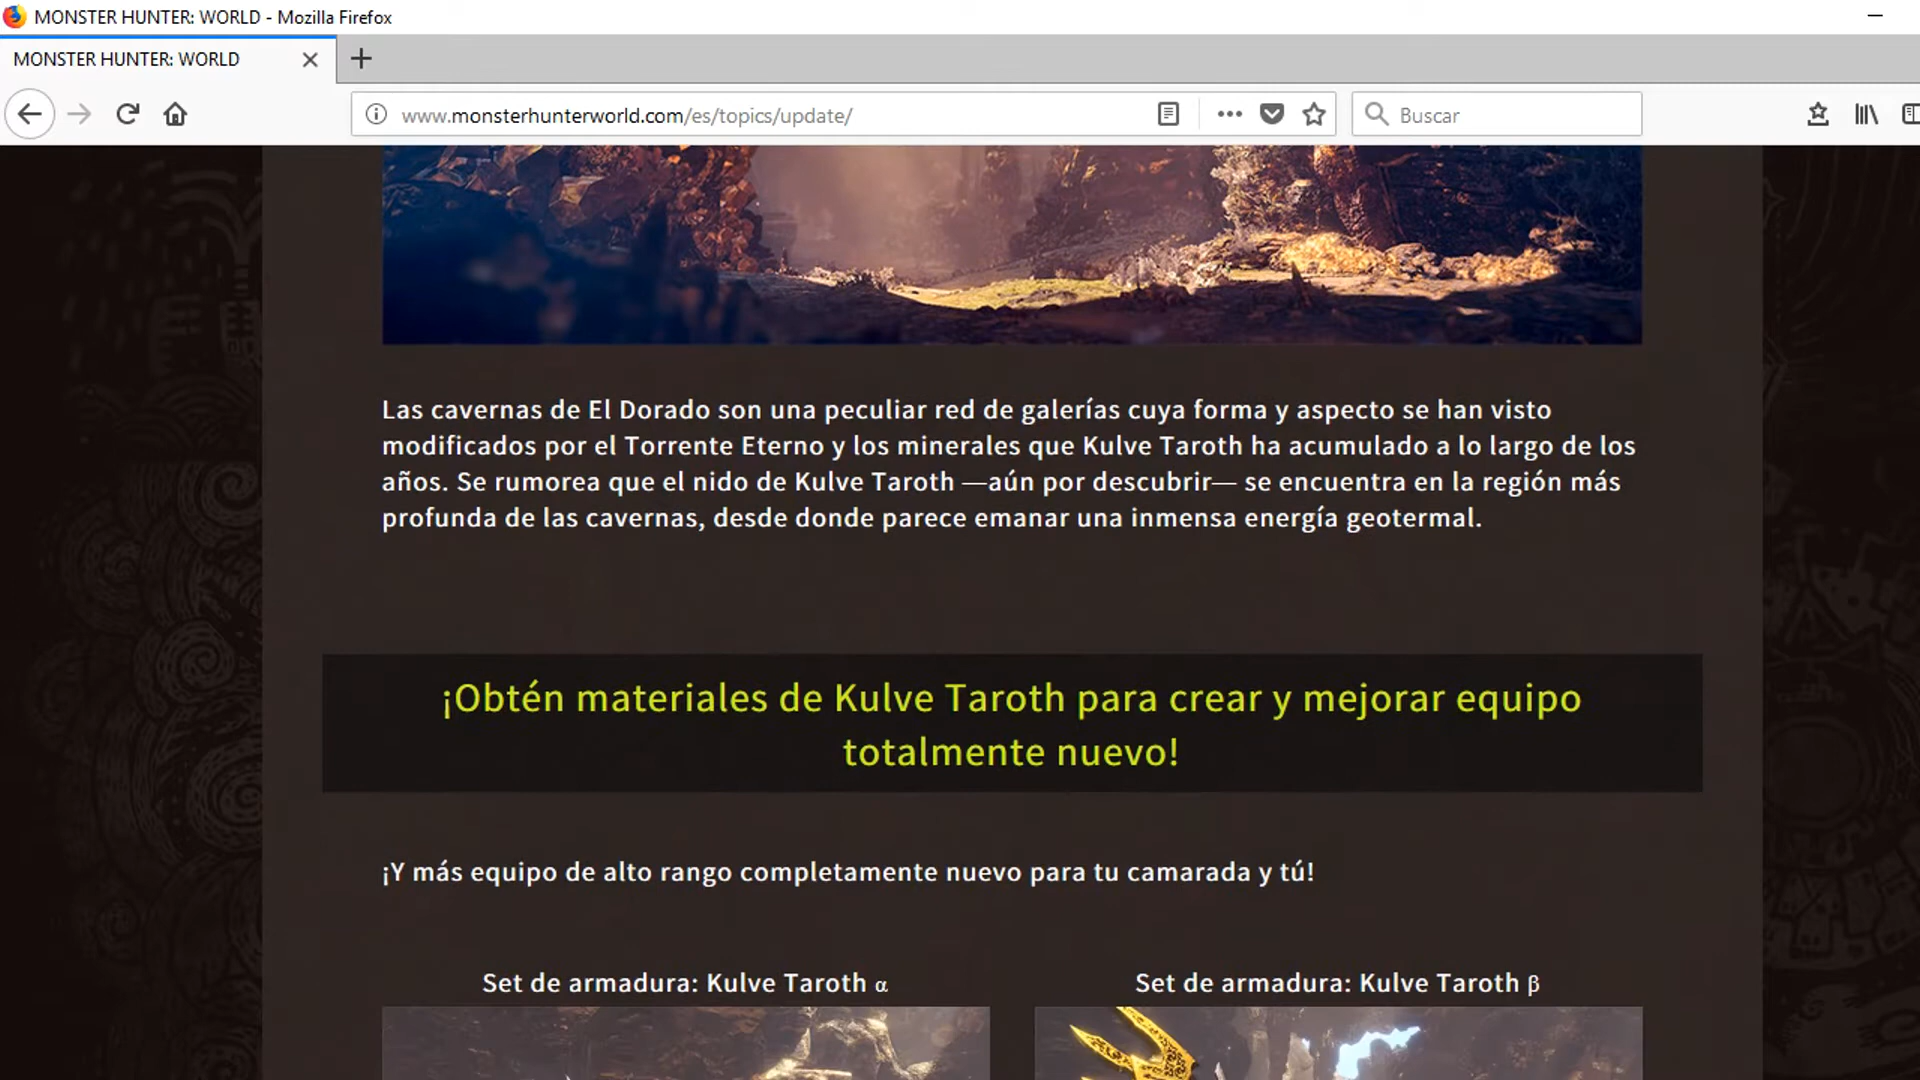 MONSTER HUNTER: WORLD - Mozilla Firefox
MONSTER HUNTER: WORLD
www.monsterhunterworld.com/es/topics/update/
Buscar
Las cavernas de El Dorado son una peculiar red de galerías cuya forma y aspecto se han visto
modificados por el Torrente Eterno y los minerales que Kulve Taroth ha acumulado a lo largo de los
años. Se rumorea que el nido de Kulve Taroth —aún por descubrir— se encuentra en la región más
profunda de las cavernas, desde donde parece emanar una inmensa energía geotermal.
¡Obtén materiales de Kulve Taroth para crear y mejorar equipo
totalmente nuevo!
¡Y más equipo de alto rango completamente nuevo para tu camarada y tú!
Set de armadura: Kulve Taroth α
Set de armadura: Kulve Taroth β